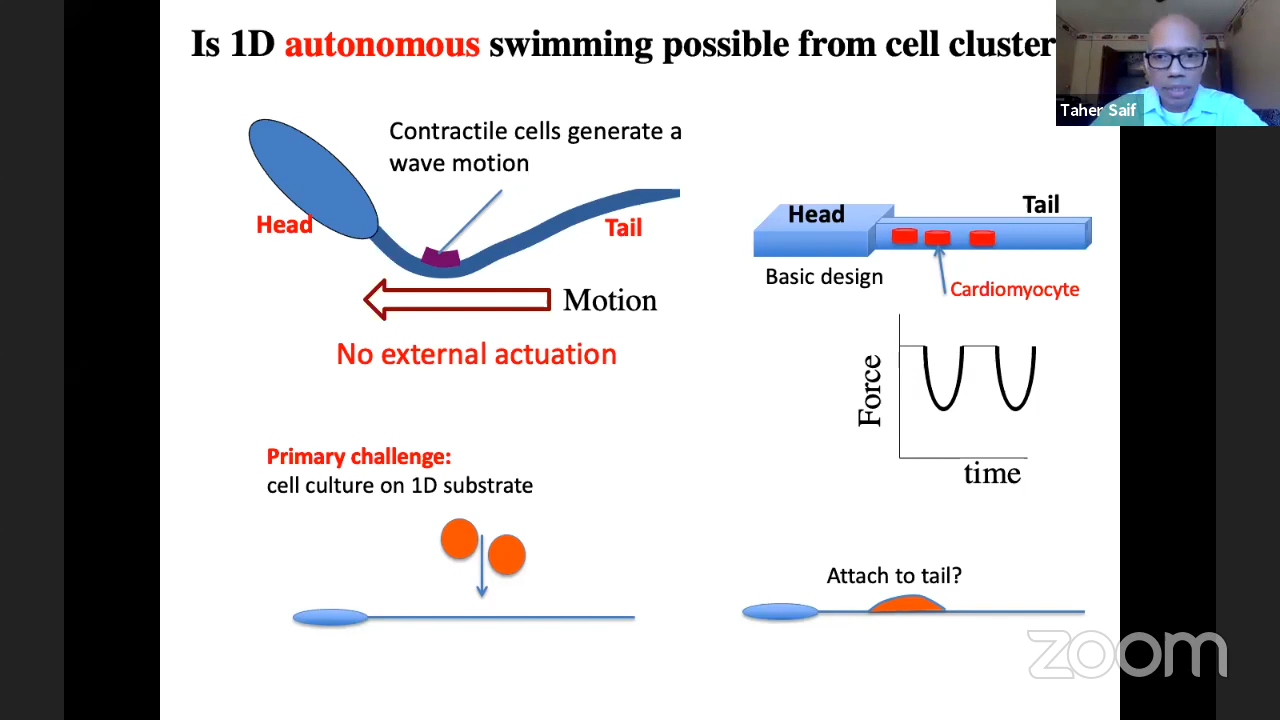 Is 1D autonomous swimming possible from cell cluster
Taher Saif
Contractile cells generate a
wave motion
Head
Tail
Motion
No external actuation
Head
Tail
Basic design
Cardiomyocyte
Force
time
Primary challenge:
cell culture on 1D substrate
Attach to tail?
zoom